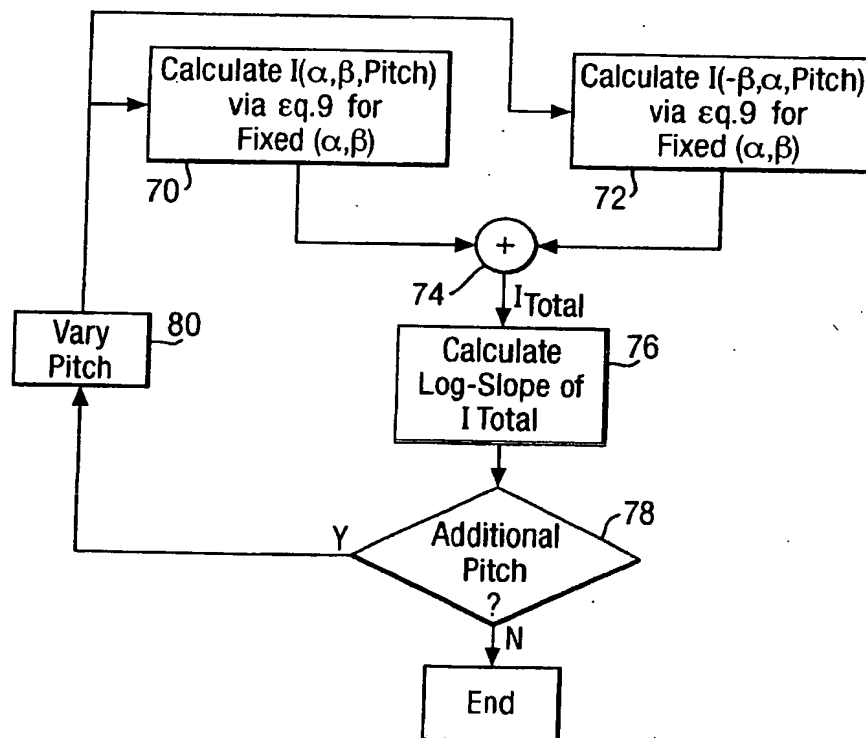 Calculate I(α,β,Pitch)
via εq.9 for
Fixed (α,β)
70
Calculate I(-β,α,Pitch)
via εq.9 for
Fixed (α,β)
72
+
74
I Total
80
Vary
Pitch
76
Calculate
Log-Slope of
I Total
78
Y
Additional
Pitch
?
N
End